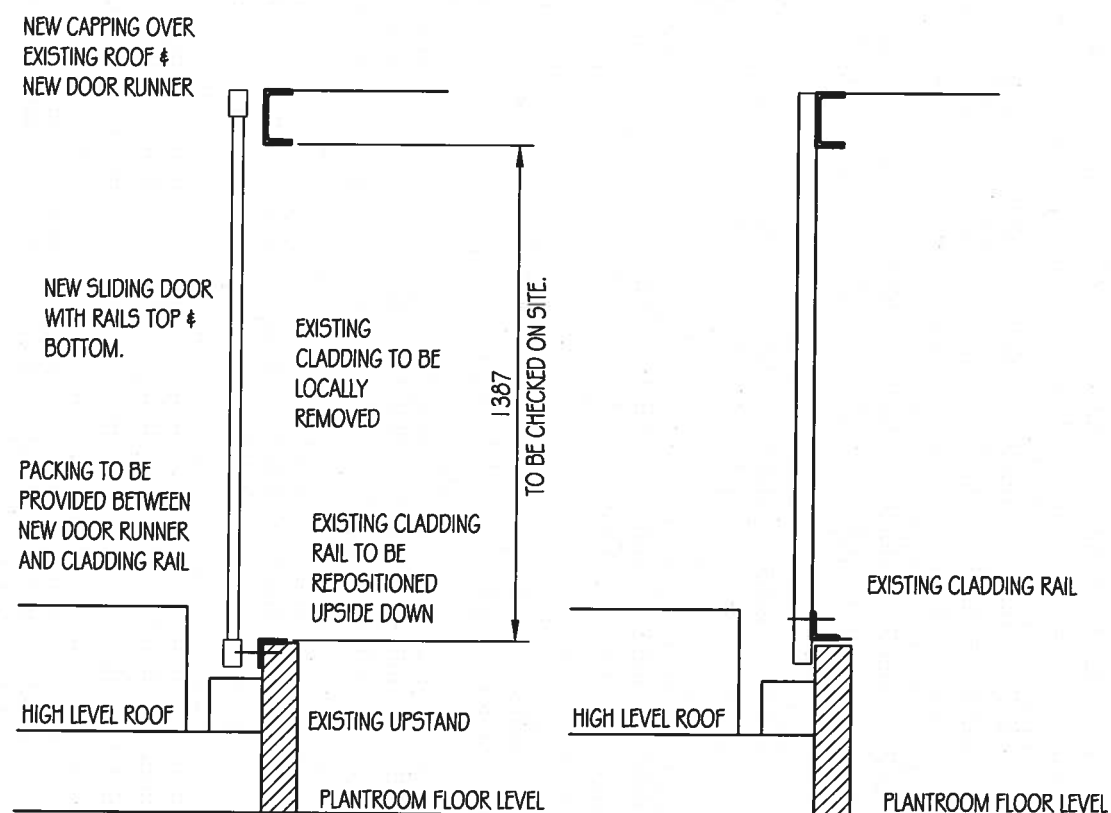 NEW CAPPING OVER
EXISTING ROOF &
NEW DOOR RUNNER
NEW SLIDING DOOR
WITH RAILS TOP &
BOTTOM.
EXISTING
CLADDING TO BE
LOCALLY
REMOVED
1387
TO BE CHECKED ON SITE.
PACKING TO BE
PROVIDED BETWEEN
NEW DOOR RUNNER
AND CLADDING RAIL
EXISTING CLADDING
RAIL TO BE
REPOSITIONED
UPSIDE DOWN
HIGH LEVEL ROOF
EXISTING UPSTAND
PLANTROOM FLOOR LEVEL
EXISTING CLADDING RAIL
HIGH LEVEL ROOF
PLANTROOM FLOOR LEVEL